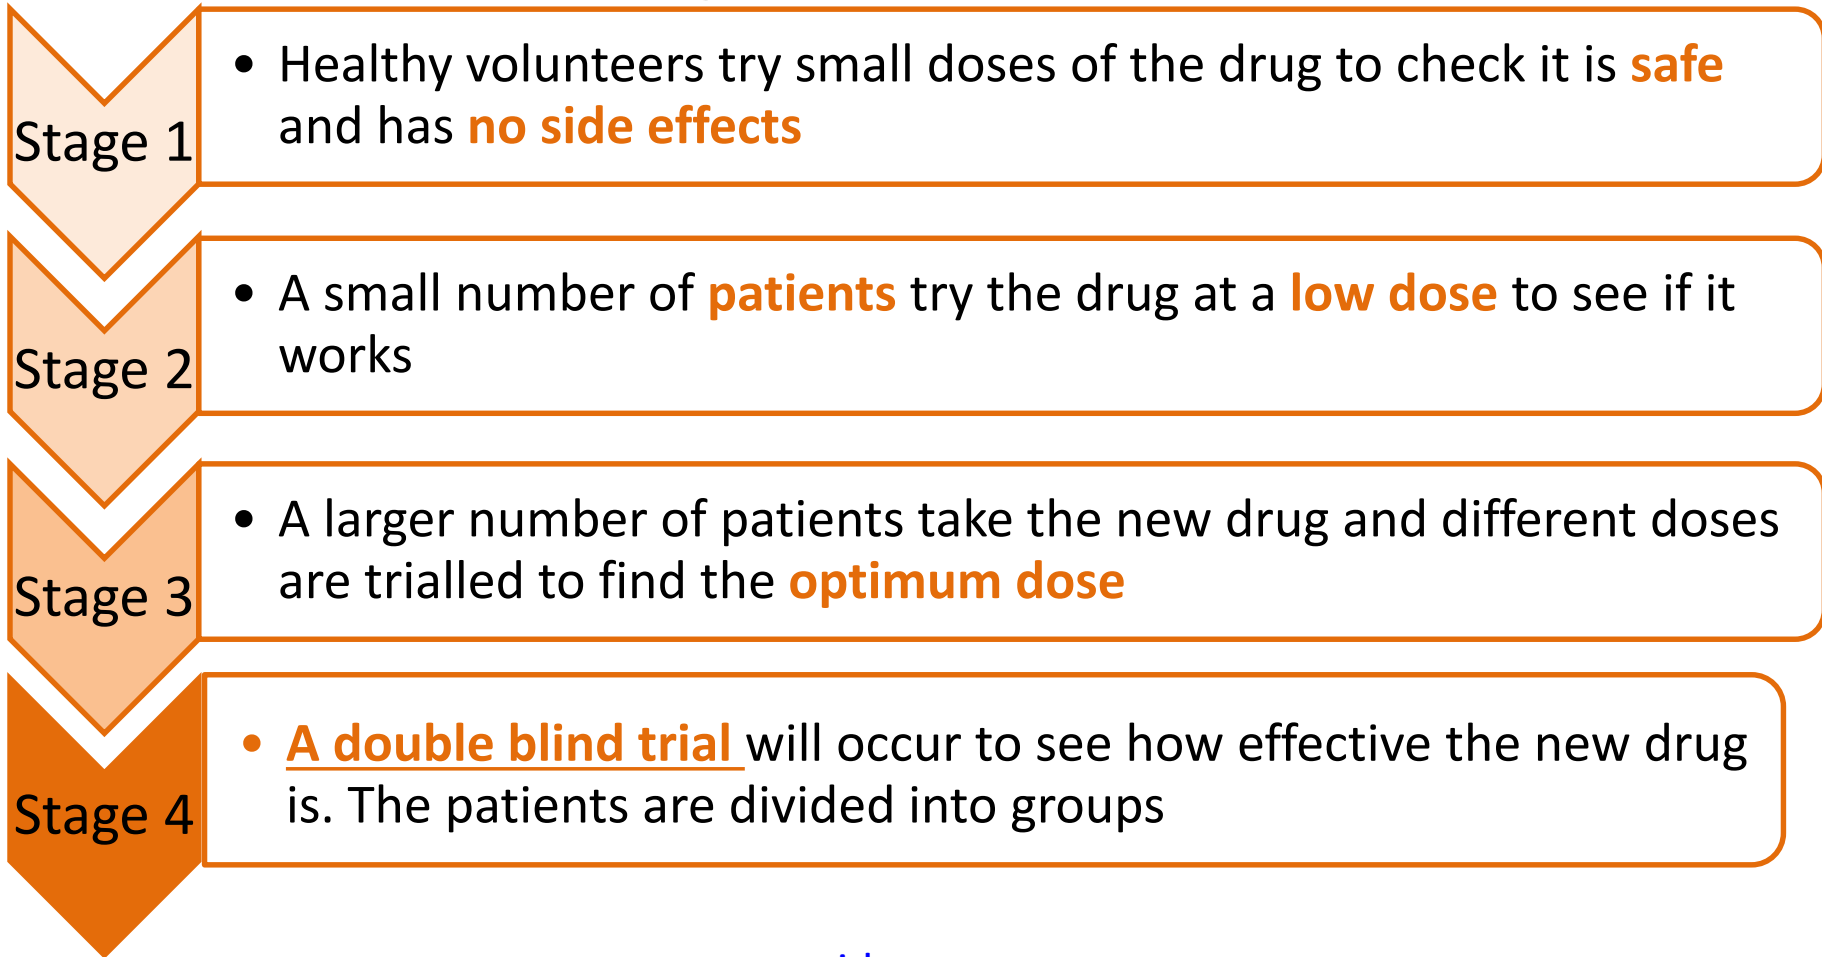 Stage 1
• Healthy volunteers try small doses of the drug to check it is safe
and has no side effects
Stage 2
• A small number of patients try the drug at a low dose to see if it
works
Stage 3
• A larger number of patients take the new drug and different doses
are trialled to find the optimum dose
Stage 4
• A double blind trial will occur to see how effective the new drug
is. The patients are divided into groups